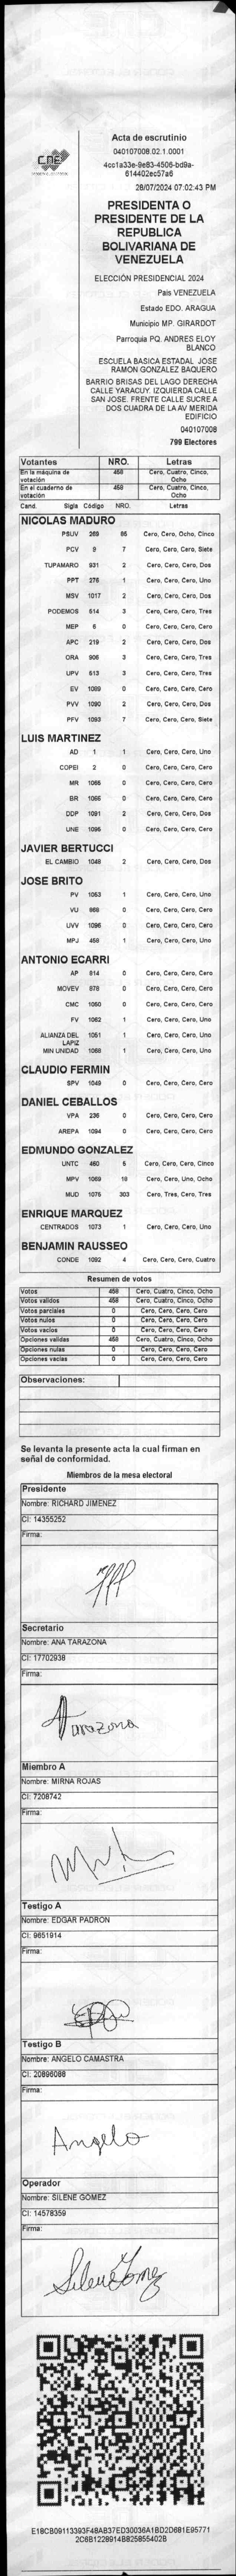 CNE
Acta de escrutinio
040107008.02.1.0001
4cc1a33e-9e83-4506-bd9a-
614402ec57a6
28/07/2024 07:02:43 PM
PRESIDENTA O
PRESIDENTE DE LA
REPUBLICA
BOLIVARIANA DE
VENEZUELA
ELECCIÓN PRESIDENCIAL 2024
País VENEZUELA
Estado EDO. ARAGUA
Municipio MP. GIRARDOT
Parroquia PQ. ANDRES ELOY
BLANCO
ESCUELA BASICA ESTADAL JOSE
RAMON GONZALEZ BAQUERO
BARRIO BRISAS DEL LAGO DERECHA
CALLE YARACUY. IZQUIERDA CALLE
SAN JOSE. FRENTE CALLE SUCRE A
DOS CUADRA DE LA AV MERIDA
EDIFICIO
040107008
799 Electores
Votantes NRO. Letras
En la máquina de votación 458 Cero, Cuatro, Cinco, Ocho
En el cuaderno de votación 458 Cero, Cuatro, Cinco, Ocho
Cand. Sigla Código NRO. Letras
NICOLAS MADURO
PSUV 269 85 Cero, Cero, Ocho, Cinco
PCV 9 7 Cero, Cero, Cero, Siete
TUPAMARO 931 2 Cero, Cero, Cero, Dos
PPT 276 1 Cero, Cero, Cero, Uno
MSV 1017 2 Cero, Cero, Cero, Dos
PODEMOS 514 3 Cero, Cero, Cero, Tres
MEP 6 0 Cero, Cero, Cero, Cero
APC 219 2 Cero, Cero, Cero, Dos
ORA 906 3 Cero, Cero, Cero, Tres
UPV 513 3 Cero, Cero, Cero, Tres
EV 1089 0 Cero, Cero, Cero, Cero
PVV 1090 2 Cero, Cero, Cero, Dos
PFV 1093 7 Cero, Cero, Cero, Siete
LUIS MARTINEZ
AD 1 1 Cero, Cero, Cero, Uno
COPEI 2 0 Cero, Cero, Cero, Cero
MR 1065 0 Cero, Cero, Cero, Cero
BR 1066 0 Cero, Cero, Cero, Cero
DDP 1091 2 Cero, Cero, Cero, Dos
UNE 1096 0 Cero, Cero, Cero, Cero
JAVIER BERTUCCI
EL CAMBIO 1048 2 Cero, Cero, Cero, Dos
JOSE BRITO
PV 1053 1 Cero, Cero, Cero, Uno
VU 968 0 Cero, Cero, Cero, Cero
UVV 1095 0 Cero, Cero, Cero, Cero
MPJ 458 1 Cero, Cero, Cero, Uno
ANTONIO ECARRI
AP 914 0 Cero, Cero, Cero, Cero
MOVEV 978 0 Cero, Cero, Cero, Cero
CMC 1050 0 Cero, Cero, Cero, Cero
FV 1062 1 Cero, Cero, Cero, Uno
ALIANZA DEL LAPIZ 1051 1 Cero, Cero, Cero, Uno
MIN UNIDAD 1068 1 Cero, Cero, Cero, Uno
CLAUDIO FERMIN
SPV 1049 0 Cero, Cero, Cero, Cero
DANIEL CEBALLOS
VPA 236 0 Cero, Cero, Cero, Cero
AREPA 1094 0 Cero, Cero, Cero, Cero
EDMUNDO GONZALEZ
UNTC 460 5 Cero, Cero, Cero, Cinco
MPV 1069 18 Cero, Cero, Uno, Ocho
MUD 1075 303 Cero, Tres, Cero, Tres
ENRIQUE MARQUEZ
CENTRADOS 1073 1 Cero, Cero, Cero, Uno
BENJAMIN RAUSSEO
CONDE 1092 4 Cero, Cero, Cero, Cuatro
Resumen de votos
Votos 458 Cero, Cuatro, Cinco, Ocho
Votos validos 458 Cero, Cuatro, Cinco, Ocho
Votos parciales 0 Cero, Cero, Cero, Cero
Votos nulos 0 Cero, Cero, Cero, Cero
Votos vacios 0 Cero, Cero, Cero, Cero
Opciones validas 458 Cero, Cuatro, Cinco, Ocho
Opciones nulas 0 Cero, Cero, Cero, Cero
Opciones vacias 0 Cero, Cero, Cero, Cero
Observaciones:
Se levanta la presente acta la cual firman en
señal de conformidad.
Miembros de la mesa electoral
Presidente
Nombre: RICHARD JIMENEZ
CI: 14355252
Firma:
Secretario
Nombre: ANA TARAZONA
CI: 17702938
Firma:
Tarazona
Miembro A
Nombre: MIRNA ROJAS
CI: 7208742
Firma:
Testigo A
Nombre: EDGAR PADRON
CI: 9651914
Firma:
Testigo B
Nombre: ANGELO CAMASTRA
CI: 20896088
Firma:
Angelo
Operador
Nombre: SILENE GOMEZ
CI: 14578359
Firma:
Silene Gomez
E18CB09113393F48AB37ED30036A1BD2D681E95771
2C6B1228914B825855402B